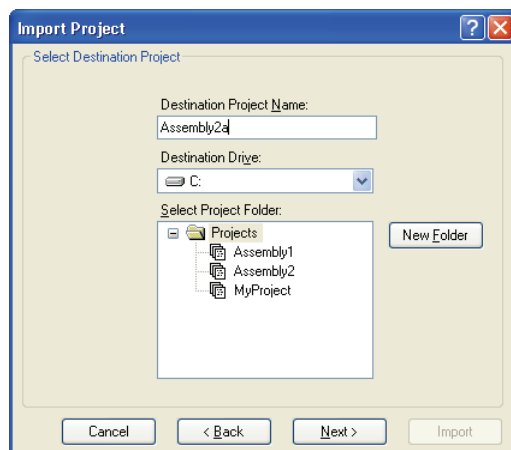 Import Project
Select Destination Project
Destination Project Name:
Assembly2a
Destination Drive:
C:
Select Project Folder:
Projects
New Folder
Assembly1
Assembly2
MyProject
Cancel
< Back
Next >
Import